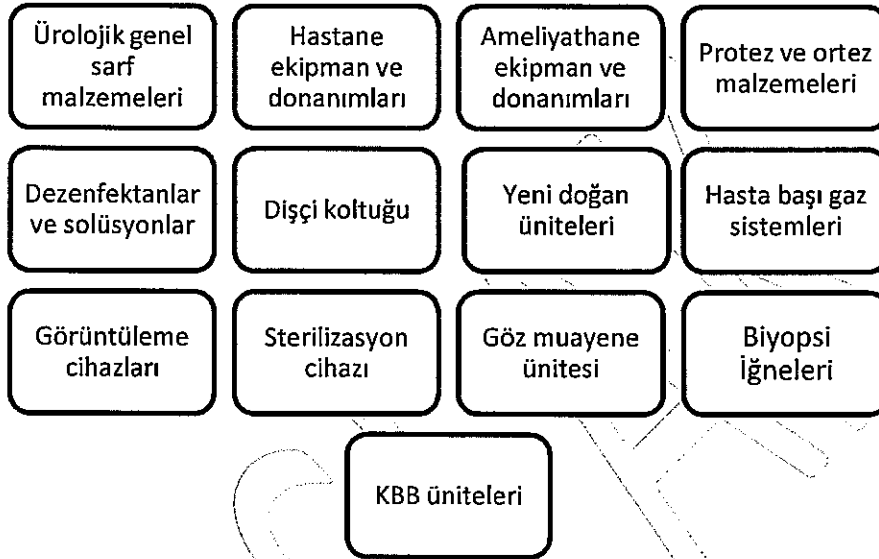 Ürolojik genel
sarf
malzemeleri
Hastane
ekipman ve
donanımları
Ameliyathane
ekipman ve
donanımları
Protez ve ortez
malzemeleri
Dezenfektanlar
ve solüsyonlar
Dişçi koltuğu
Yeni doğan
üniteleri
Hasta başı gaz
sistemleri
Görüntüleme
cihazları
Sterilizasyon
cihazı
Göz muayene
ünitesi
Biyopsi
İğneleri
KBB üniteleri